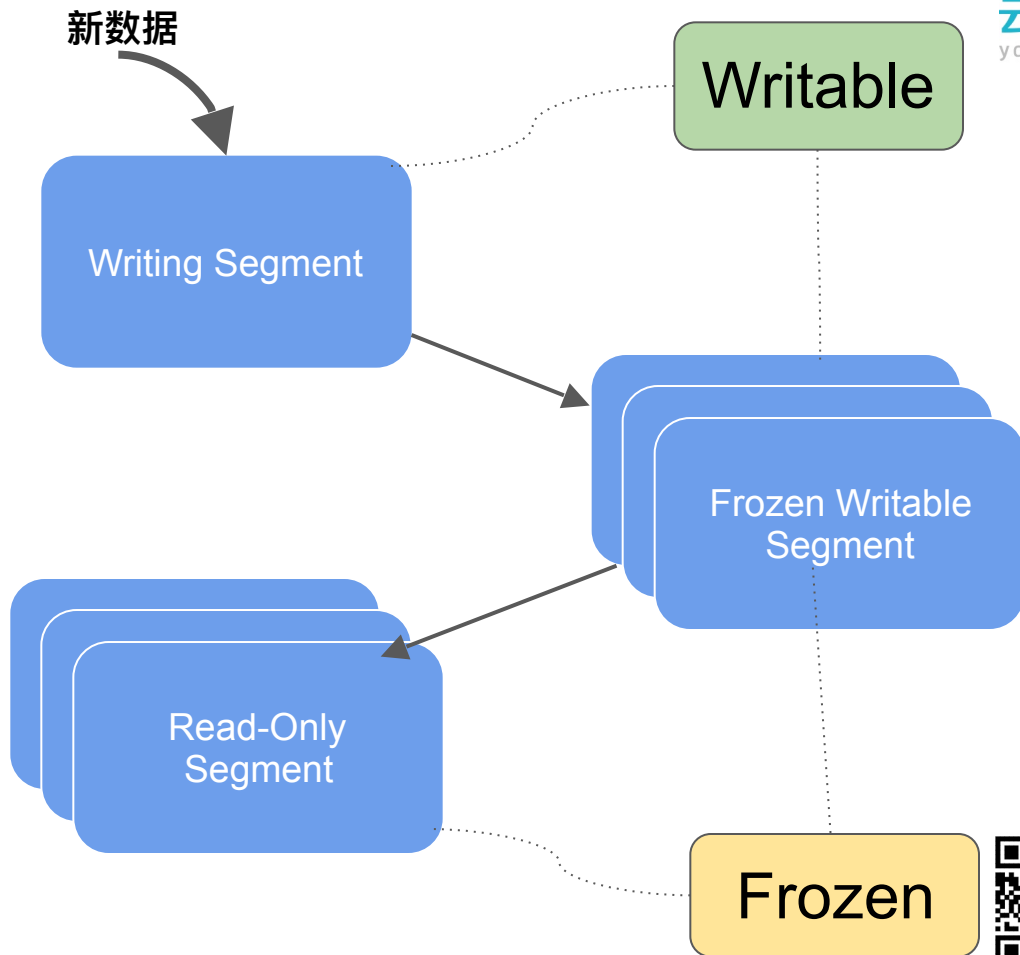 新数据
Writable
Writing Segment
Frozen Writable
Segment
Read-Only
Segment
Frozen